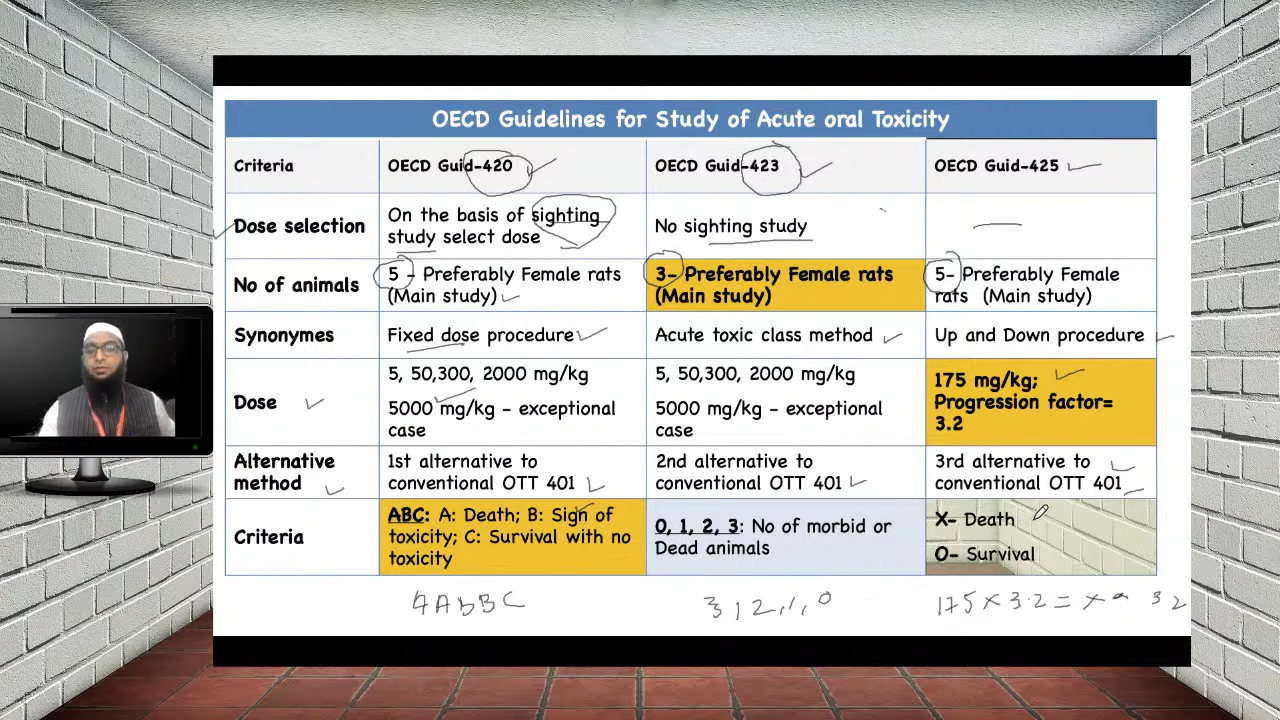 OECD Guidelines for Study of Acute oral Toxicity
Criteria
OECD Guid-420
OECD Guid-423
OECD Guid-425
Dose selection
On the basis of sighting
study select dose
No sighting study
No of animals
5 - Preferably Female rats
(Main study)
3- Preferably Female rats
(Main study)
5- Preferably Female
rats (Main study)
Synonymes
Fixed dose procedure
Acute toxic class method
Up and Down procedure
Dose
5, 50,300, 2000 mg/kg
5000 mg/kg - exceptional
case
5, 50,300, 2000 mg/kg
5000 mg/kg - exceptional
case
175 mg/kg;
Progression factor=
3.2
Alternative
method
1st alternative to
conventional OTT 401
2nd alternative to
conventional OTT 401
3rd alternative to
conventional OTT 401
Criteria
ABC: A: Death; B: Sign of
toxicity; C: Survival with no
toxicity
0, 1, 2, 3: No of morbid or
Dead animals
X- Death
O- Survival
3 1 2, 1, 0
175 × 3.2 = × 3 2